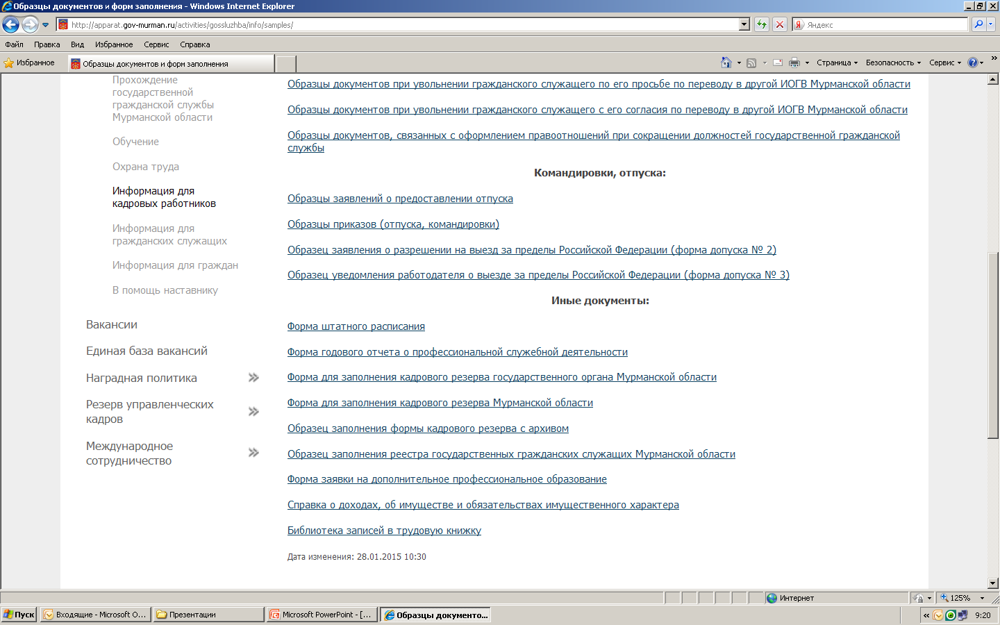 Образцы документов и форм заполнения - Windows Internet Explorer
http://apparat.gov-murman.ru/activities/gossluzhba/info/samples/
Яндекс
Файл Правка Вид Избранное Сервис Справка
Избранное
Образцы документов и форм заполнения
Страница Безопасность Сервис
Прохождение
государственной
гражданской службы
Мурманской области
Обучение
Охрана труда
Информация для
кадровых работников
Информация для
гражданских служащих
Информация для граждан
В помощь наставнику
Вакансии
Единая база вакансий
Наградная политика
Резерв управленческих
кадров
Международное
сотрудничество
Образцы документов при увольнении гражданского служащего по его просьбе по переводу в другой ИОГВ Мурманской области
Образцы документов при увольнении гражданского служащего с его согласия по переводу в другой ИОГВ Мурманской области
Образцы документов, связанных с оформлением правоотношений при сокращении должностей государственной гражданской
службы
Командировки, отпуска:
Образцы заявлений о предоставлении отпуска
Образцы приказов (отпуска, командировки)
Образец заявления о разрешении на выезд за пределы Российской Федерации (форма допуска № 2)
Образец уведомления работодателя о выезде за пределы Российской Федерации (форма допуска № 3)
Иные документы:
Форма штатного расписания
Форма годового отчета о профессиональной служебной деятельности
Форма для заполнения кадрового резерва государственного органа Мурманской области
Форма для заполнения кадрового резерва Мурманской области
Образец заполнения формы кадрового резерва с архивом
Образец заполнения реестра государственных гражданских служащих Мурманской области
Форма заявки на дополнительное профессиональное образование
Справка о доходах, об имуществе и обязательствах имущественного характера
Библиотека записей в трудовую книжку
Дата изменения: 28.01.2015 10:30
Интернет
125%
Пуск
Входящие - Microsoft O...
Презентации
Microsoft PowerPoint - [...
Образцы документо...
9:20